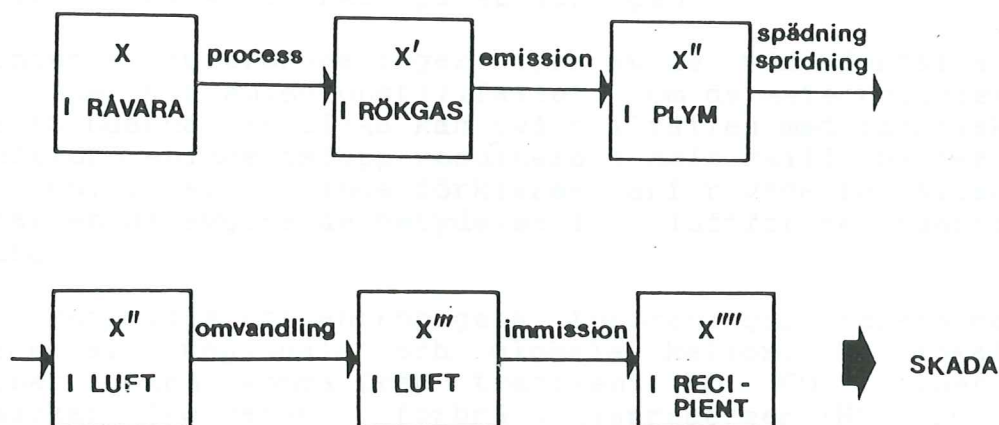 X
I RÅVARA
process
X'
I RÖKGAS
emission
X''
I PLYM
spädning
spridning
X''
I LUFT
omvandling
X'''
I LUFT
immission
X''''
I RECI-
PIENT
SKADA